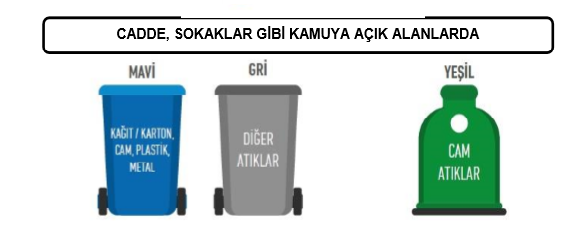 CADDE, SOKAKLAR GİBİ KAMUYA AÇIK ALANLARDA
MAVİ
KAĞIT / KARTON,
CAM, PLASTİK,
METAL
GRİ
DİĞER
ATIKLAR
YEŞİL
CAM
ATIKLAR